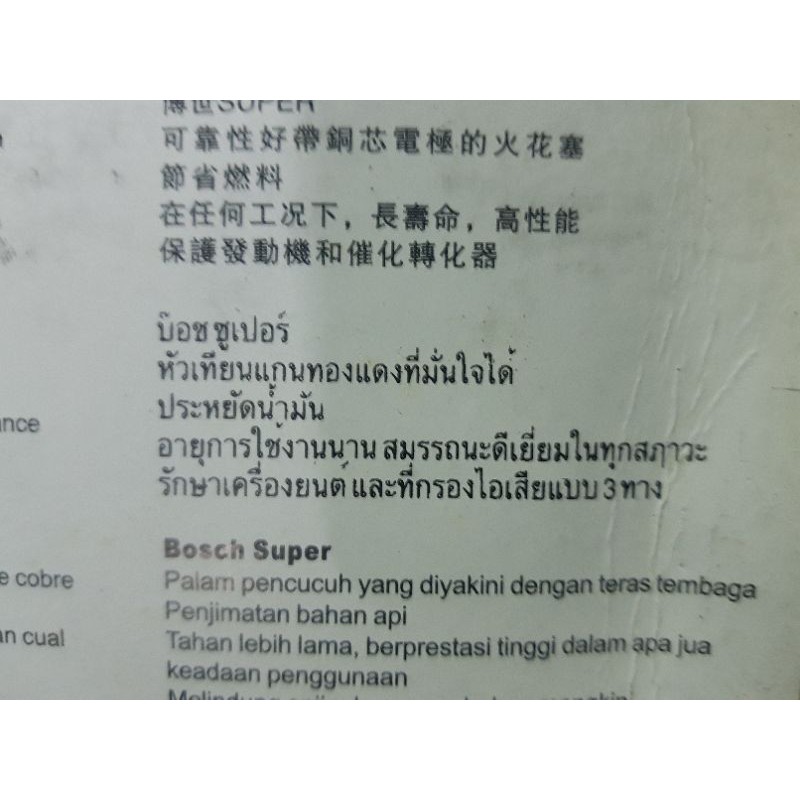 博世SUPER
可靠性好帶銅芯電極的火花塞
節省燃料
在任何工况下，長壽命，高性能
保護發動機和催化轉化器
บ๊อช ซูเปอร์
หัวเทียนแกนทองแดงที่มั่นใจได้
ประหยัดน้ำมัน
อายุการใช้งานนาน สมรรถนะดีเยี่ยมในทุกสภาวะ
รักษาเครื่องยนต์ และที่กรองไอเสียแบบ 3 ทาง
ance
Bosch Super
e cobre
Palam pencucuh yang diyakini dengan teras tembaga
Penjimatan bahan api
an cual
Tahan lebih lama, berprestasi tinggi dalam apa jua
keadaan penggunaan